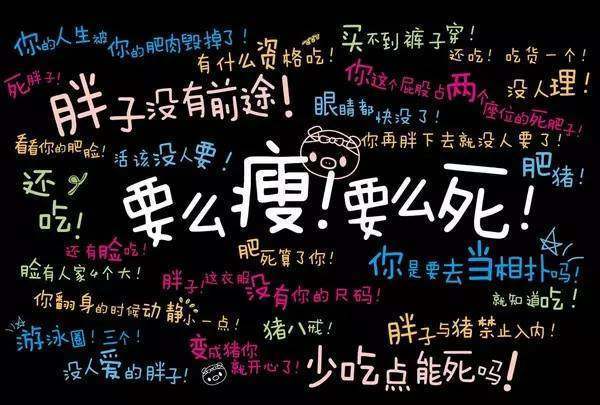 你的人生被你的肥肉毁掉了！
有什么资格吃！
买不到裤子穿！
还吃！吃货一个！
死胖子！
胖子没有前途！
眼睛都快没了！
你这个屁股占两个座位的死肥子！
没人理！
看看你的肥脸！
活该没人要！
你再胖下去就没人要了！
肥猪！
还吃！
要么瘦！要么死！
还有脸吃！
肥死算了你！
脸有人家4个大！
胖子！这衣服没有你的尺码！
你是要去当相扑吗！
你翻身的时候动静小一点！
就知道吃！
游泳圈！三个！
猪八戒！
胖子与猪禁止入内！
没人爱的胖子！
变成猪你就开心了！
少吃点能死吗！